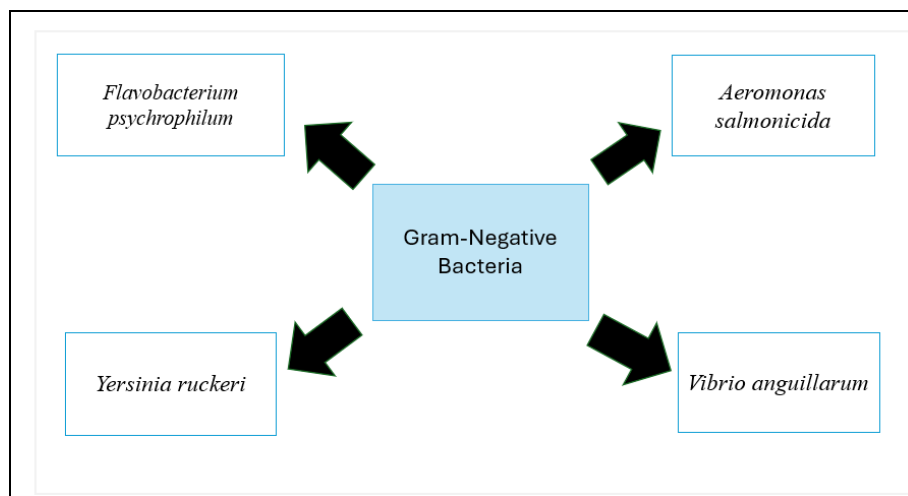 Flavobacterium
psychrophilum
Aeromonas
salmonicida
Gram-Negative
Bacteria
Yersinia ruckeri
Vibrio anguillarum